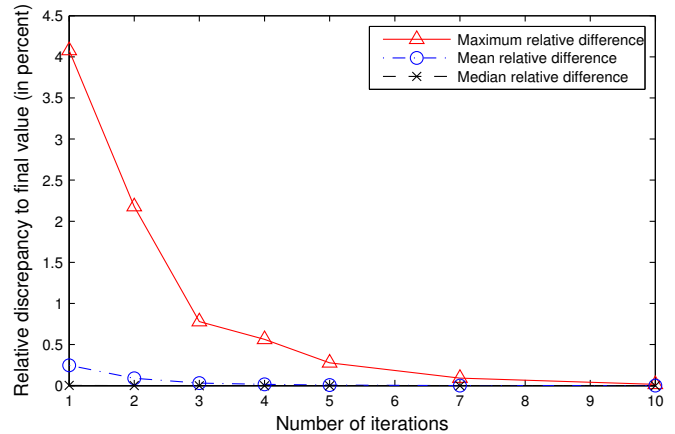 Relative discrepancy to final value (in percent)
4.5
4
3.5
3
2.5
2
1.5
1
0.5
0
Maximum relative difference
Mean relative difference
Median relative difference
1 2 3 4 5 6 7 8 9 10
Number of iterations